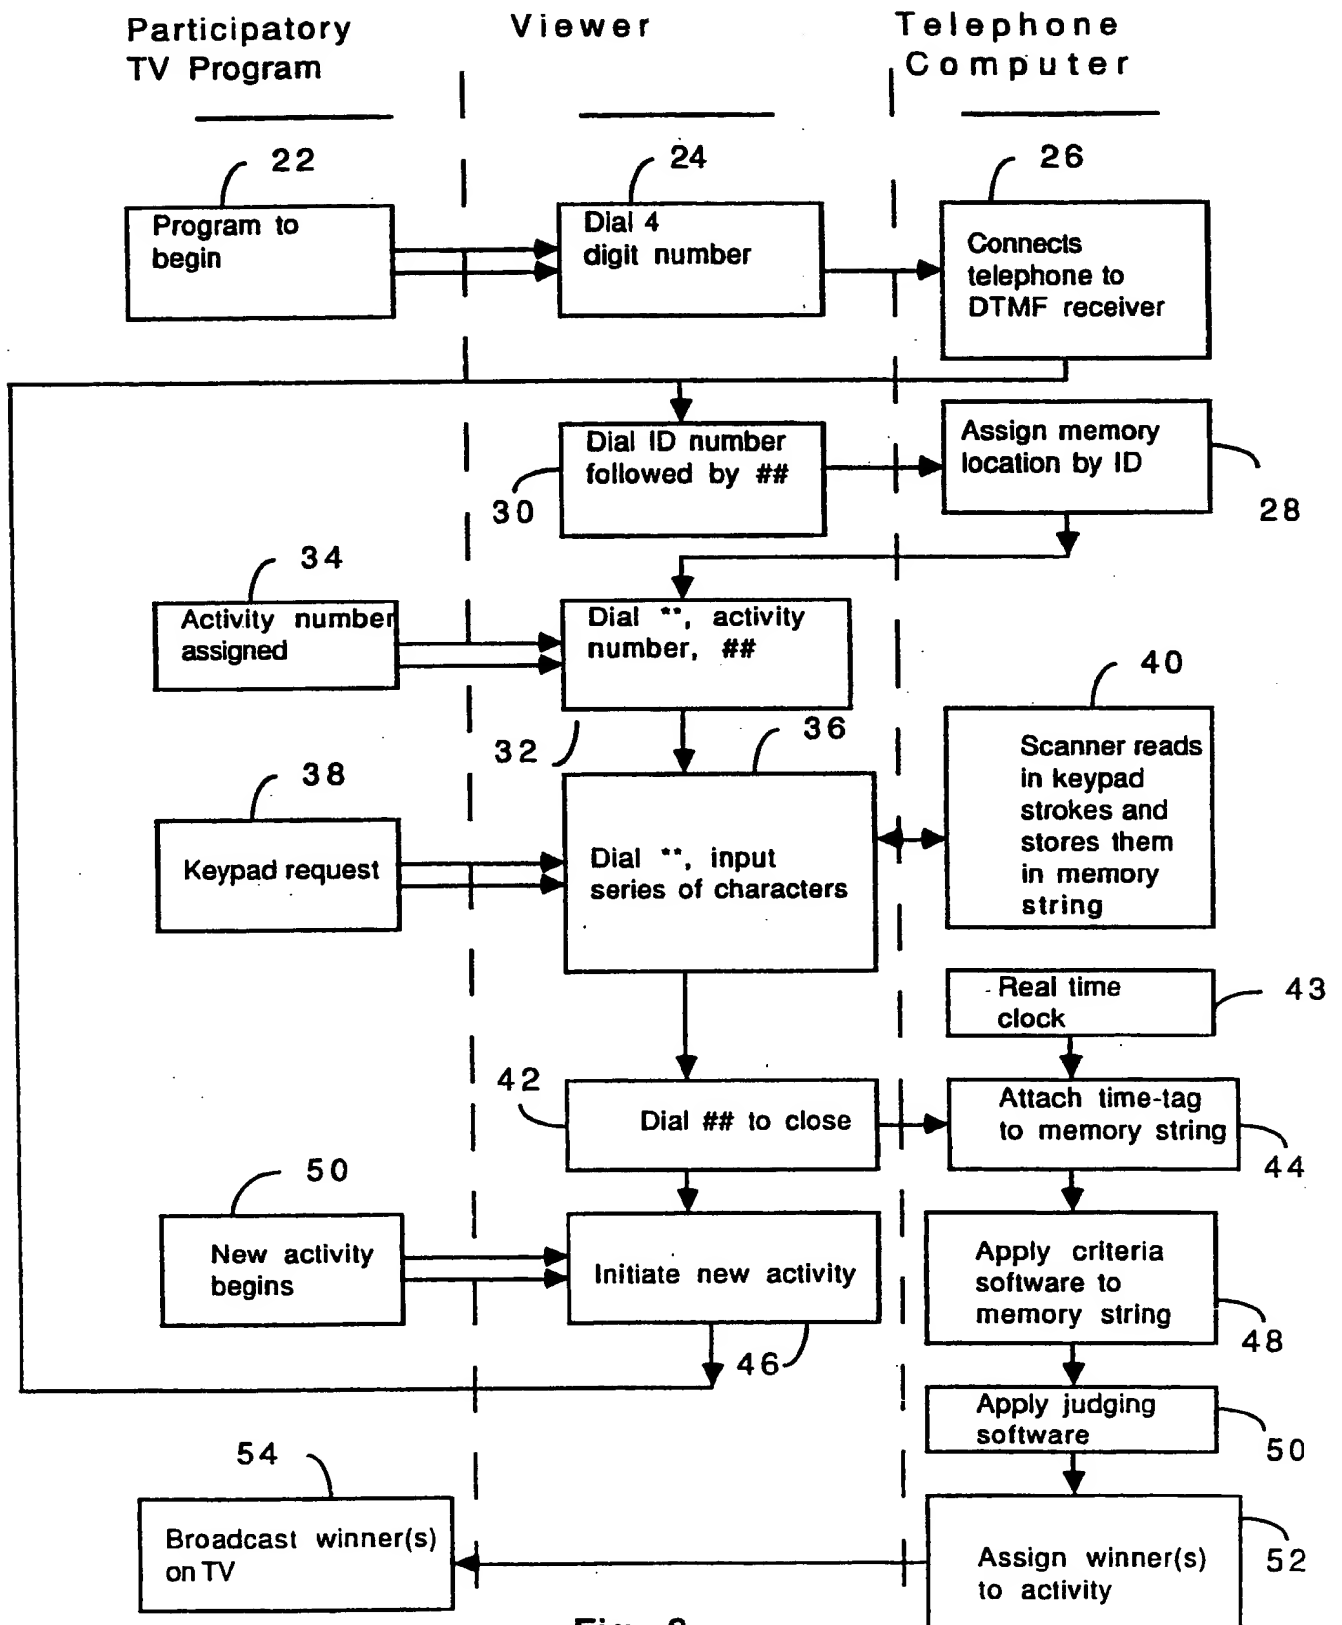 Participatory
TV Program
Viewer
Telephone
Computer
22
24
26
Program to
begin
Dial 4
digit number
Connects
telephone to
DTMF receiver
Dial ID number
followed by ##
Assign memory
location by ID
30
28
34
Activity number
assigned
Dial **, activity
number, ##
32
36
40
38
Keypad request
Dial **, input
series of characters
Scanner reads
in keypad
strokes and
stores them
in memory
string
Real time
clock
43
42
Dial ## to close
Attach time-tag
to memory string
44
50
New activity
begins
Initiate new activity
46
Apply criteria
software to
memory string
48
Apply judging
software
50
54
Broadcast winner(s)
on TV
Assign winner(s)
to activity
52